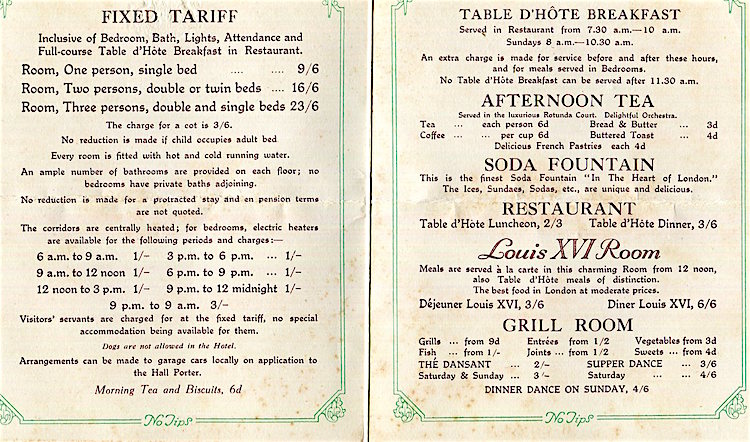 FIXED TARIFF
Inclusive of Bedroom, Bath, Lights, Attendance and
Full-course Table d'Hôte Breakfast in Restaurant.
Room, One person, single bed .... .... 9/6
Room, Two persons, double or twin beds .... 16/6
Room, Three persons, double and single beds 23/6
The charge for a cot is 3/6.
No reduction is made if child occupies adult bed
Every room is fitted with hot and cold running water.
An ample number of bathrooms are provided on each floor; no
bedrooms have private baths adjoining.
No reduction is made for a protracted stay and en pension terms
are not quoted.
The corridors are centrally heated; for bedrooms, electric heaters
are available for the following periods and charges:—
6 a.m. to 9 a.m. 1/- 3 p.m. to 6 p.m. ... 1/-
9 a.m. to 12 noon 1/- 6 p.m. to 9 p.m. ... 1/-
12 noon to 3 p.m. 1/- 9 p.m. to 12 midnight 1/-
9 p.m. to 9 a.m. 3/-
Visitors' servants are charged for at the fixed tariff, no special
accommodation being available for them.
Dogs are not allowed in the Hotel.
Arrangements can be made to garage cars locally on application to
the Hall Porter.
Morning Tea and Biscuits, 6d
No Tips
TABLE D'HÔTE BREAKFAST
Served in Restaurant from 7.30 a.m.—10 a.m.
Sundays 8 a.m.—10.30 a.m.
An extra charge is made for service before and after these hours,
and for meals served in Bedrooms.
No Table d'Hôte Breakfast can be served after 11.30 a.m.
AFTERNOON TEA
Served in the luxurious Rotunda Court. Delightful Orchestra.
Tea ... each person 6d Bread & Butter ... 3d
Coffee ... ... per cup 6d Buttered Toast ... 4d
Delicious French Pastries each 4d
SODA FOUNTAIN
This is the finest Soda Fountain "In The Heart of London."
The Ices, Sundaes, Sodas, etc., are unique and delicious.
RESTAURANT
Table d'Hôte Luncheon, 2/3 Table d'Hôte Dinner, 3/6
Louis XVI Room
Meals are served à la carte in this charming Room from 12 noon,
also Table d'Hôte meals of distinction.
The best food in London at moderate prices.
Déjeuner Louis XVI, 3/6 Diner Louis XVI, 6/6
GRILL ROOM
Grills ... from 9d Entrées from 1/2 Vegetables from 3d
Fish ... from 1/- Joints ... from 1/2 Sweets ... from 4d
THÉ DANSANT ... 2/- SUPPER DANCE ... 3/6
Saturday & Sunday ... 3/- Saturday ... ... 4/6
DINNER DANCE ON SUNDAY, 4/6
No Tips